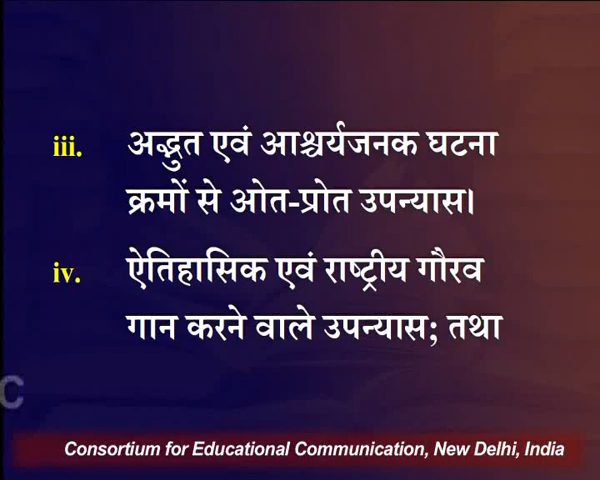 iii. अद्भुत एवं आश्चर्यजनक घटना
क्रमों से ओत-प्रोत उपन्यास।
iv. ऐतिहासिक एवं राष्ट्रीय गौरव
गान करने वाले उपन्यास; तथा
C
Consortium for Educational Communication, New Delhi, India